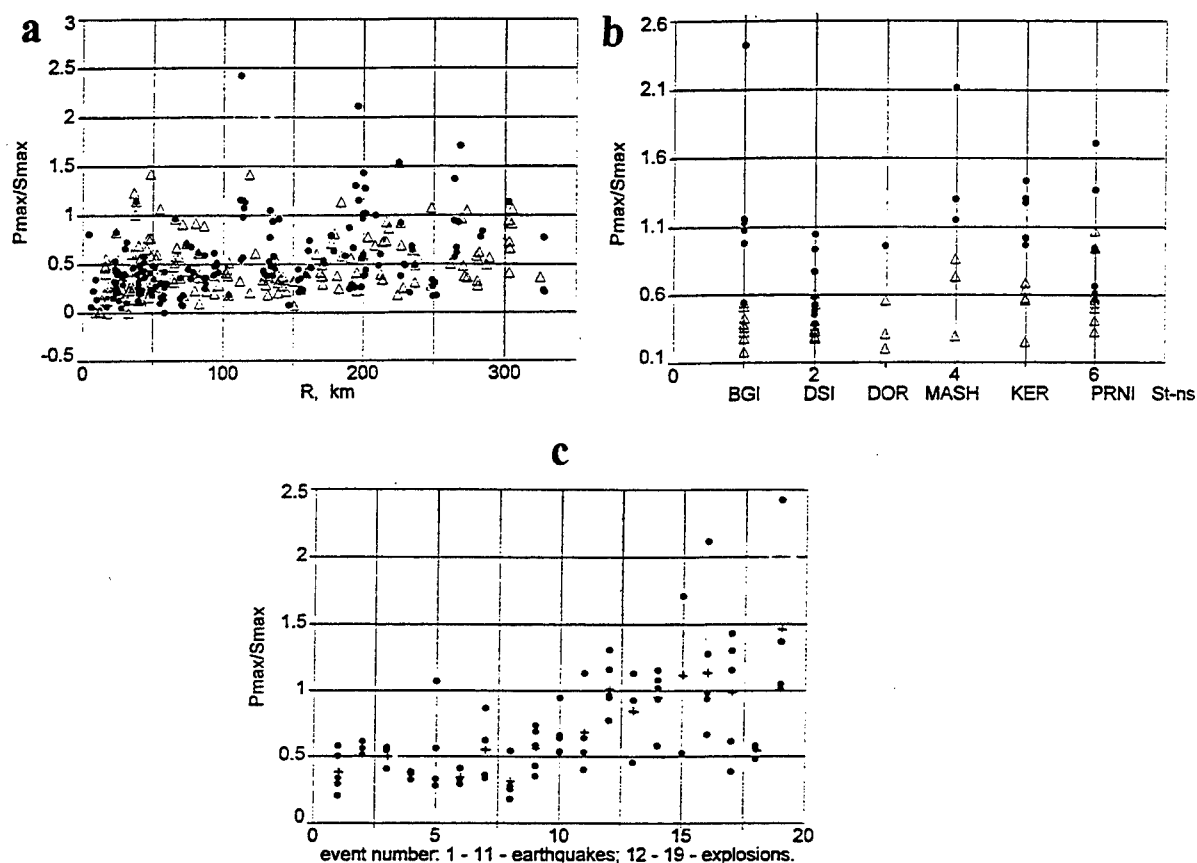 a
3
2.5
2
1.5
1
0.5
0
-0.5
Pmax/Smax
0 100 200 300
R, km
b
2.6
2.1
1.6
1.1
0.6
0.1
Pmax/Smax
0 2 4 6
BGI DSI DOR MASH KER PRNI St-ns
c
2.5
2
1.5
1
0.5
0
Pmax/Smax
0 5 10 15 20
event number: 1 - 11 - earthquakes; 12 - 19 - explosions.